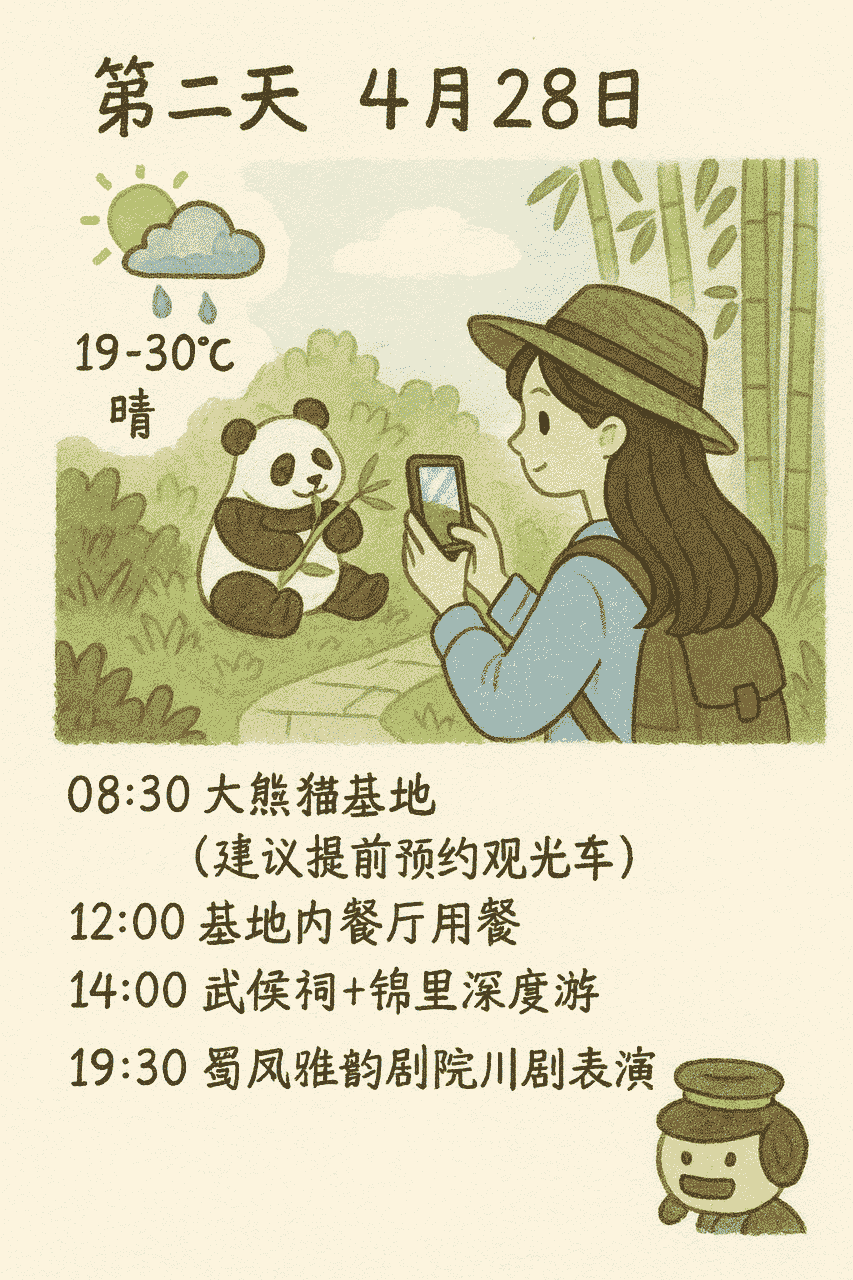 第二天 4月28日
19-30℃
晴
08:30 大熊猫基地
(建议提前预约观光车)
12:00 基地内餐厅用餐
14:00 武侯祠+锦里深度游
19:30 蜀凤雅韵剧院川剧表演